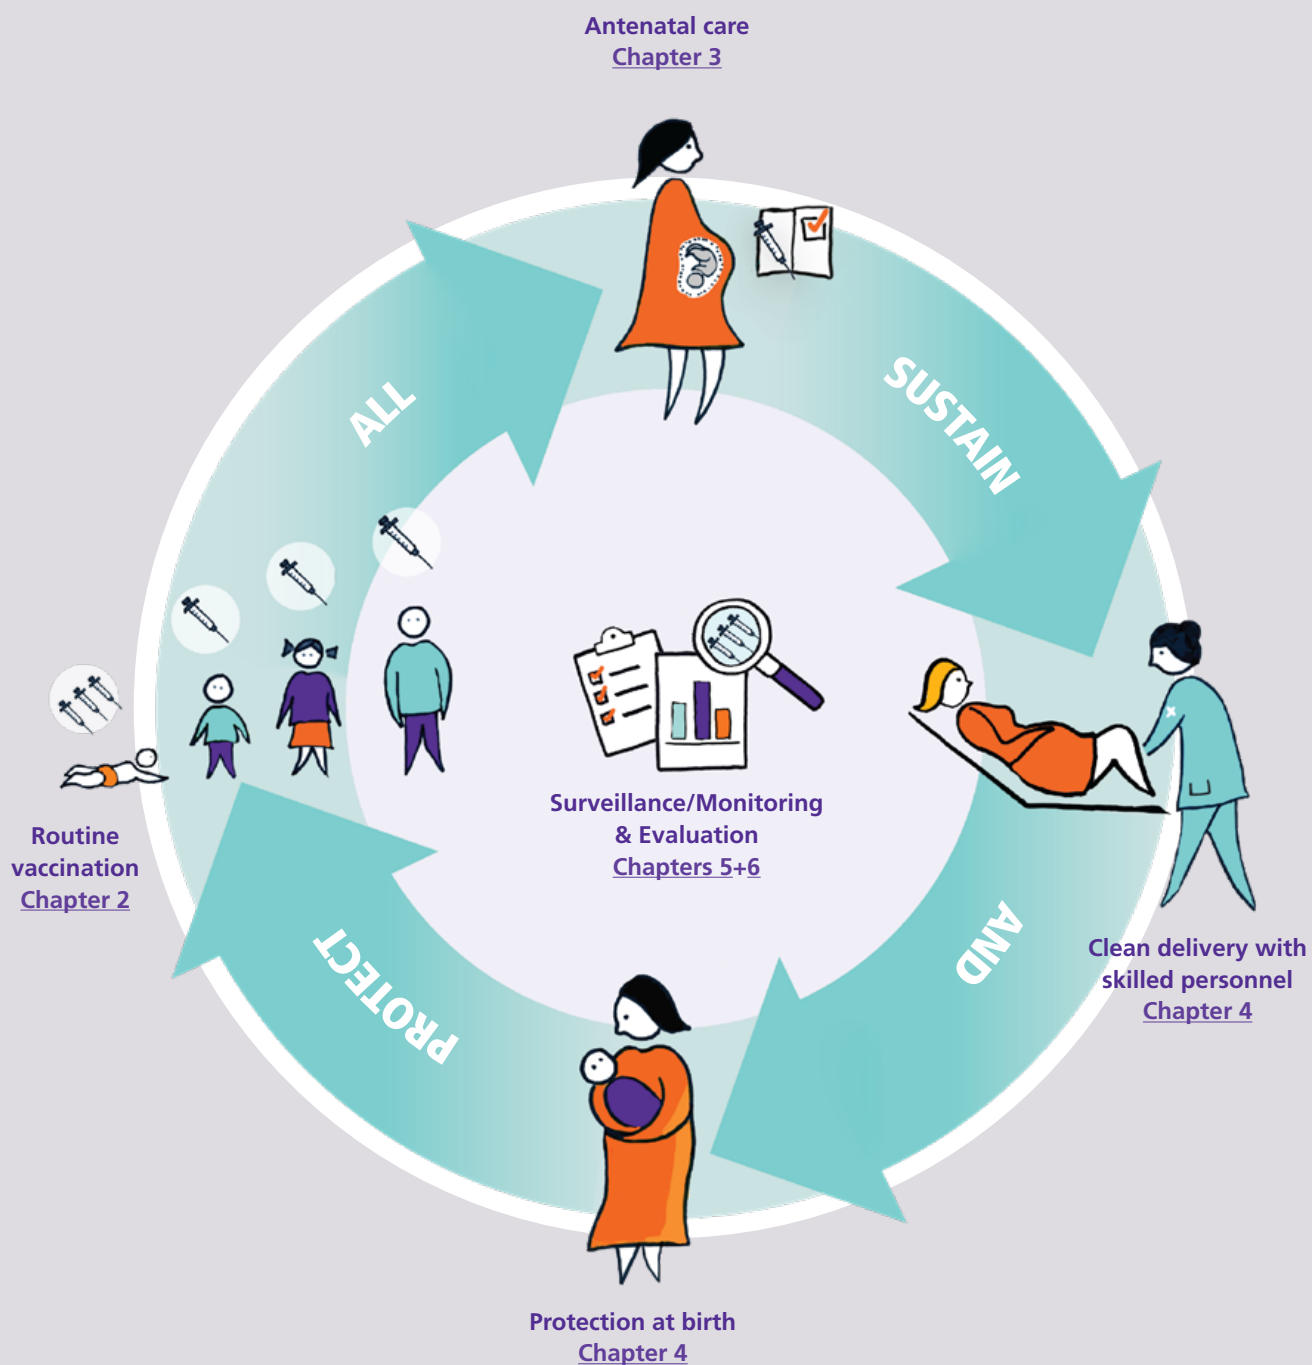 Antenatal care
Chapter 3
ALL
SUSTAIN
Surveillance/Monitoring
& Evaluation
Chapters 5+6
Routine
vaccination
Chapter 2
AND
PROTECT
Clean delivery with
skilled personnel
Chapter 4
Protection at birth
Chapter 4